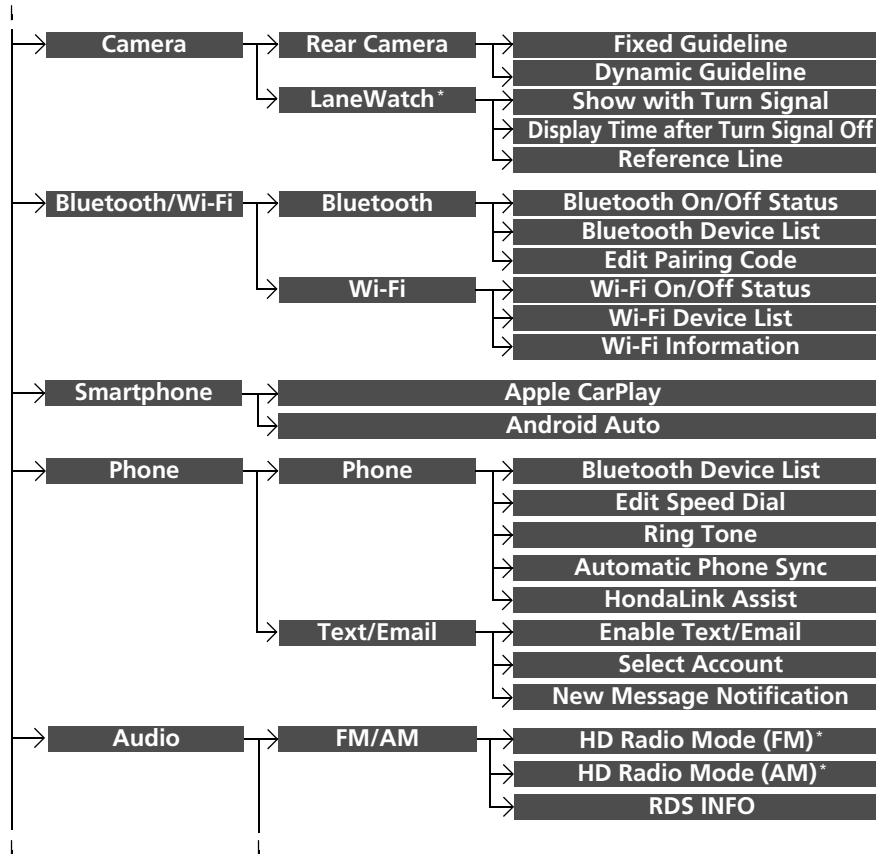 Camera
Rear Camera
Fixed Guideline
Dynamic Guideline
LaneWatch*
Show with Turn Signal
Display Time after Turn Signal Off
Reference Line
Bluetooth/Wi-Fi
Bluetooth
Bluetooth On/Off Status
Bluetooth Device List
Edit Pairing Code
Wi-Fi
Wi-Fi On/Off Status
Wi-Fi Device List
Wi-Fi Information
Smartphone
Apple CarPlay
Android Auto
Phone
Phone
Bluetooth Device List
Edit Speed Dial
Ring Tone
Automatic Phone Sync
HondaLink Assist
Text/Email
Enable Text/Email
Select Account
New Message Notification
Audio
FM/AM
HD Radio Mode (FM)*
HD Radio Mode (AM)*
RDS INFO